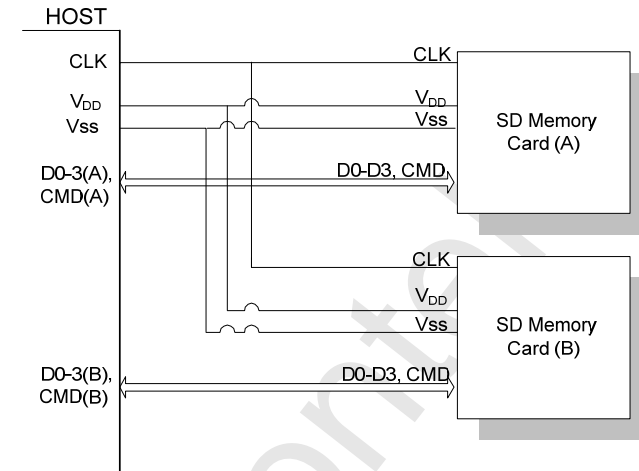 HOST
CLK
CLK
VDD
VDD
Vss
Vss
SD Memory
Card (A)
D0-3(A),
CMD(A)
D0-D3, CMD
CLK
VDD
Vss
SD Memory
Card (B)
D0-3(B),
CMD(B)
D0-D3, CMD